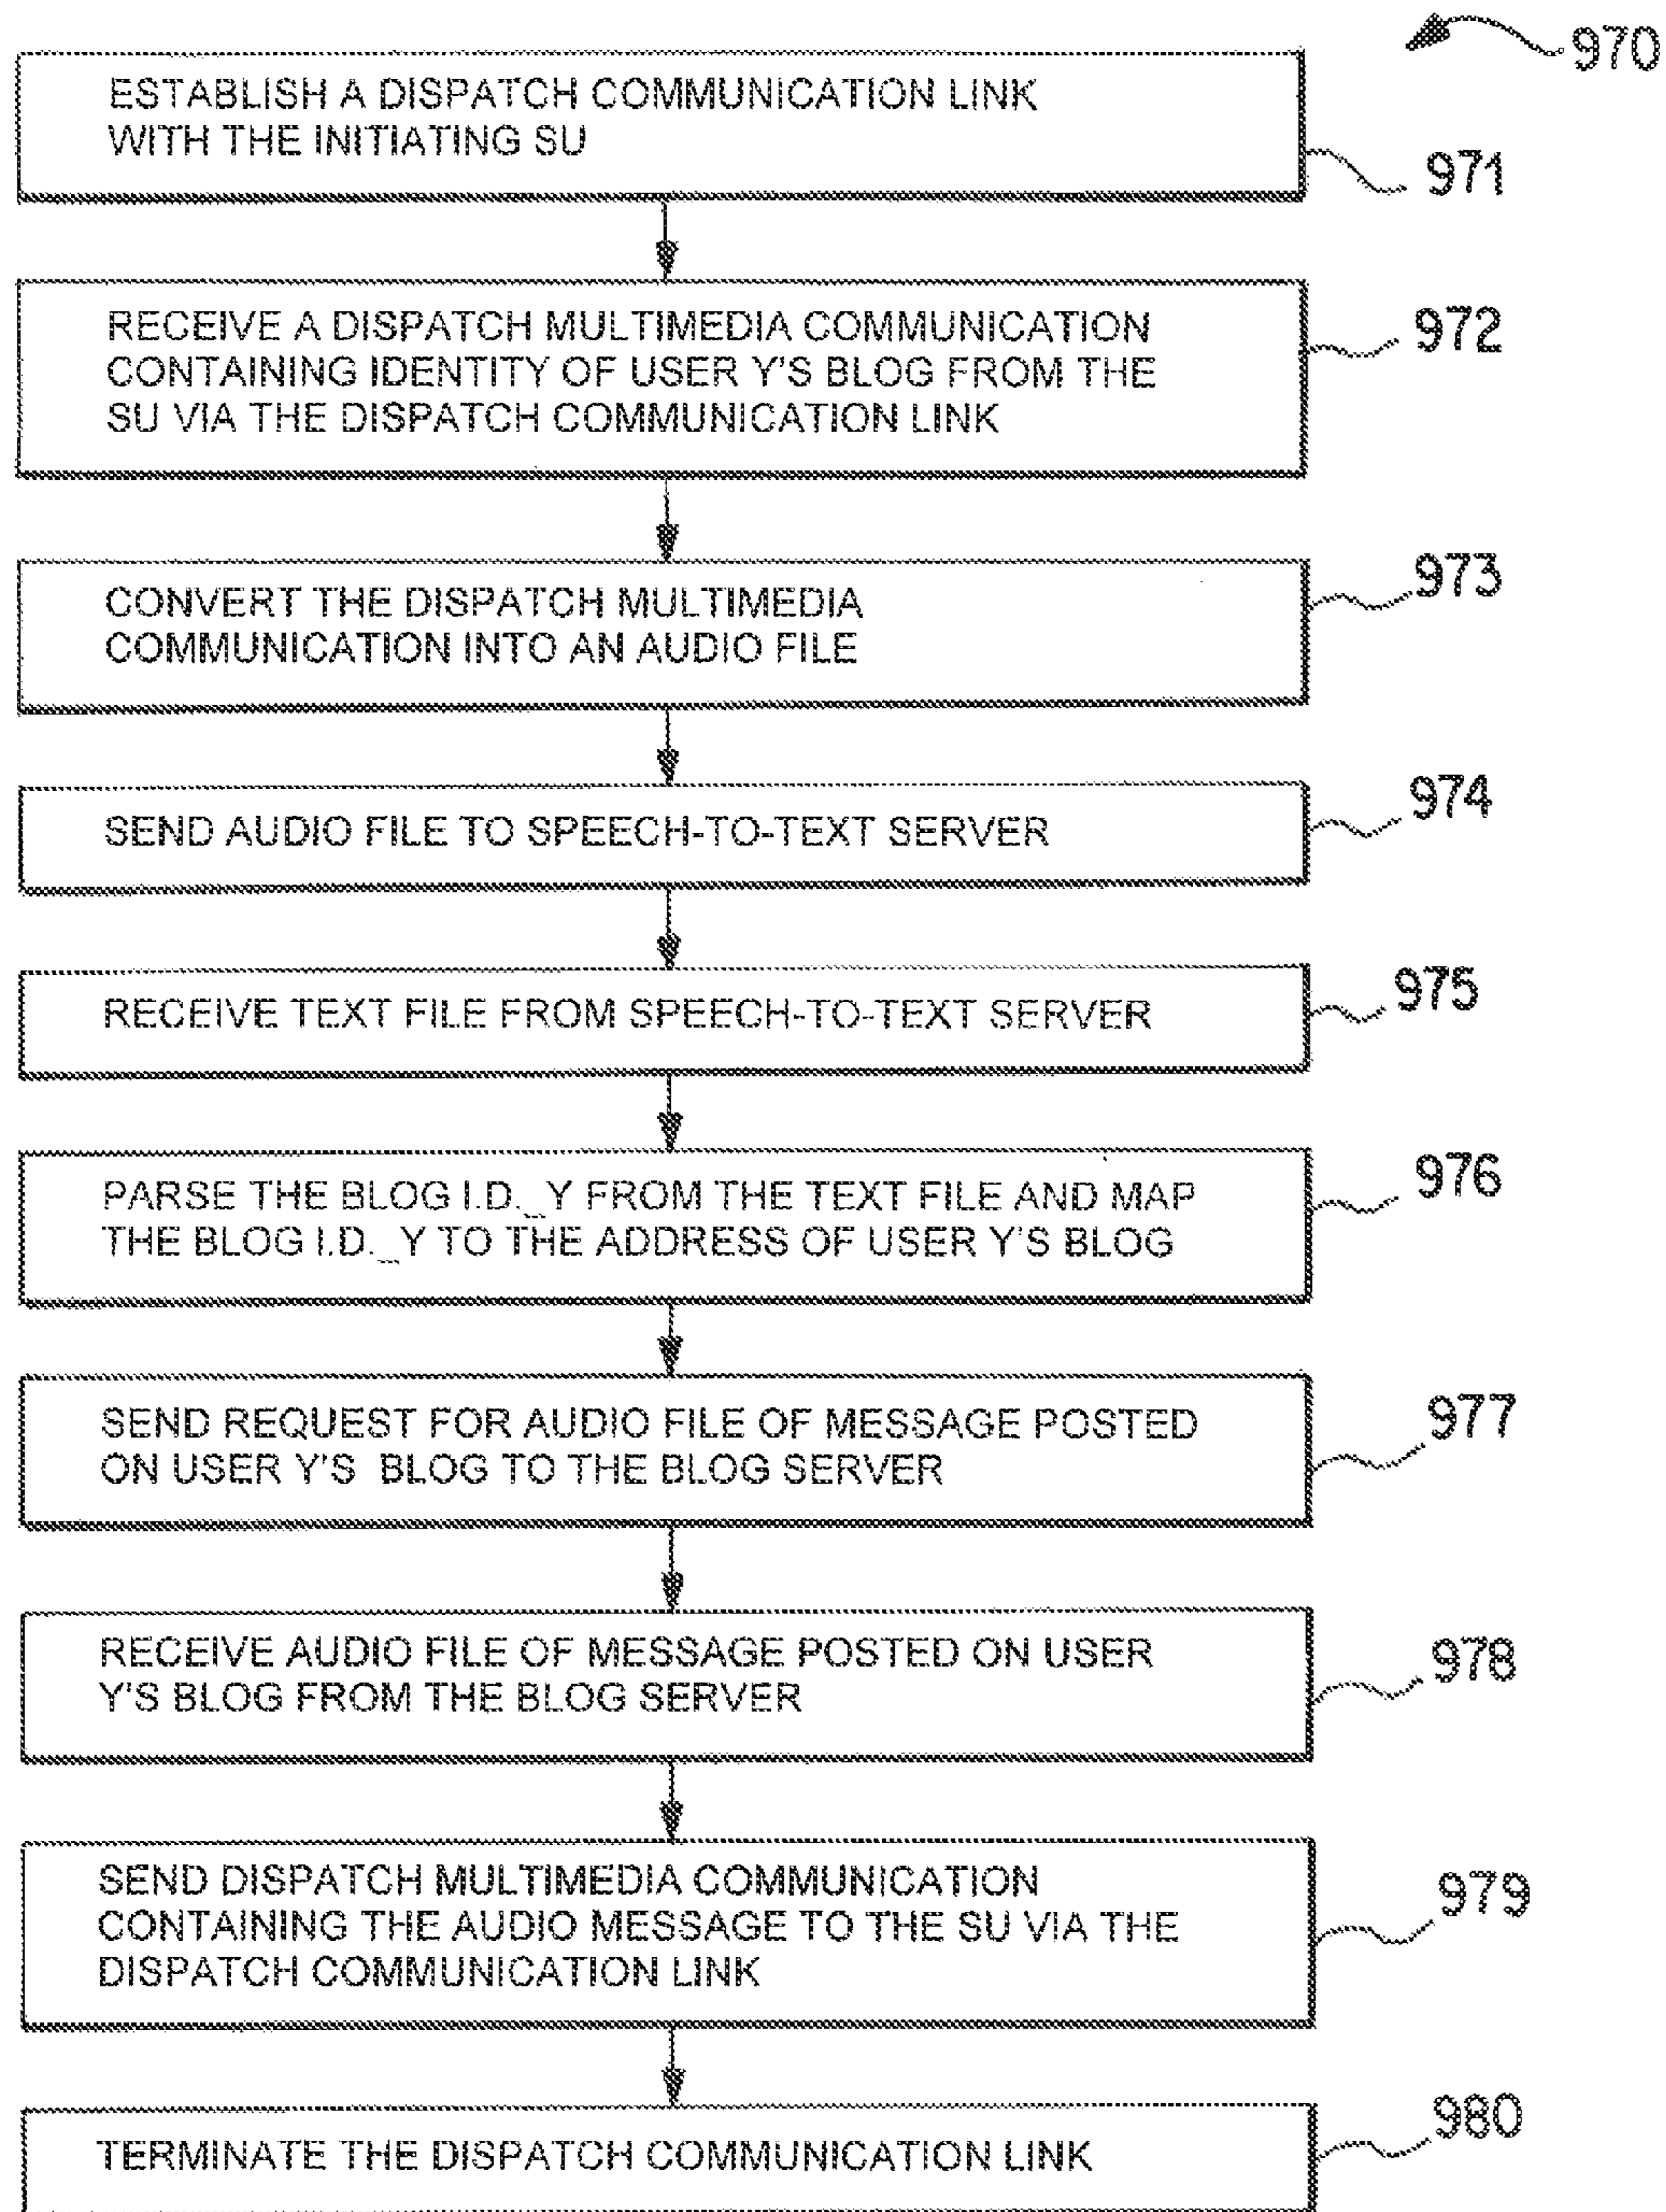 970
ESTABLISH A DISPATCH COMMUNICATION LINK
WITH THE INITIATING SU
971
RECEIVE A DISPATCH MULTIMEDIA COMMUNICATION
CONTAINING IDENTITY OF USER Y'S BLOG FROM THE
SU VIA THE DISPATCH COMMUNICATION LINK
972
CONVERT THE DISPATCH MULTIMEDIA
COMMUNICATION INTO AN AUDIO FILE
973
SEND AUDIO FILE TO SPEECH-TO-TEXT SERVER
974
RECEIVE TEXT FILE FROM SPEECH-TO-TEXT SERVER
975
PARSE THE BLOG I.D._Y FROM THE TEXT FILE AND MAP
THE BLOG I.D._Y TO THE ADDRESS OF USER Y'S BLOG
976
SEND REQUEST FOR AUDIO FILE OF MESSAGE POSTED
ON USER Y'S BLOG TO THE BLOG SERVER
977
RECEIVE AUDIO FILE OF MESSAGE POSTED ON USER
Y'S BLOG FROM THE BLOG SERVER
978
SEND DISPATCH MULTIMEDIA COMMUNICATION
CONTAINING THE AUDIO MESSAGE TO THE SU VIA THE
DISPATCH COMMUNICATION LINK
979
TERMINATE THE DISPATCH COMMUNICATION LINK
980